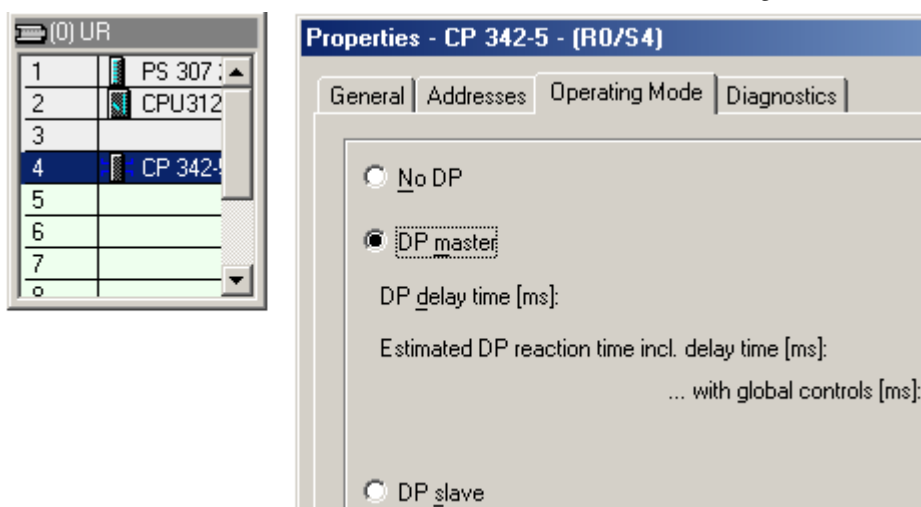 (0) UR
1 PS 307
2 CPU312
3
4 CP 342-
5
6
7
Properties - CP 342-5 - (R0/S4)
General Addresses Operating Mode Diagnostics
No DP
DP master
DP delay time [ms]:
Estimated DP reaction time incl. delay time [ms]:
... with global controls [ms]:
DP slave